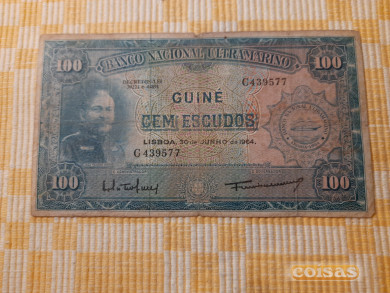 100 BANCO NACIONAL ULTRAMARINO 100
C439577
GUINÉ
CEM ESCUDOS
LISBOA, 30 DE JUNHO DE 1964.
C439577
100 100
coisas